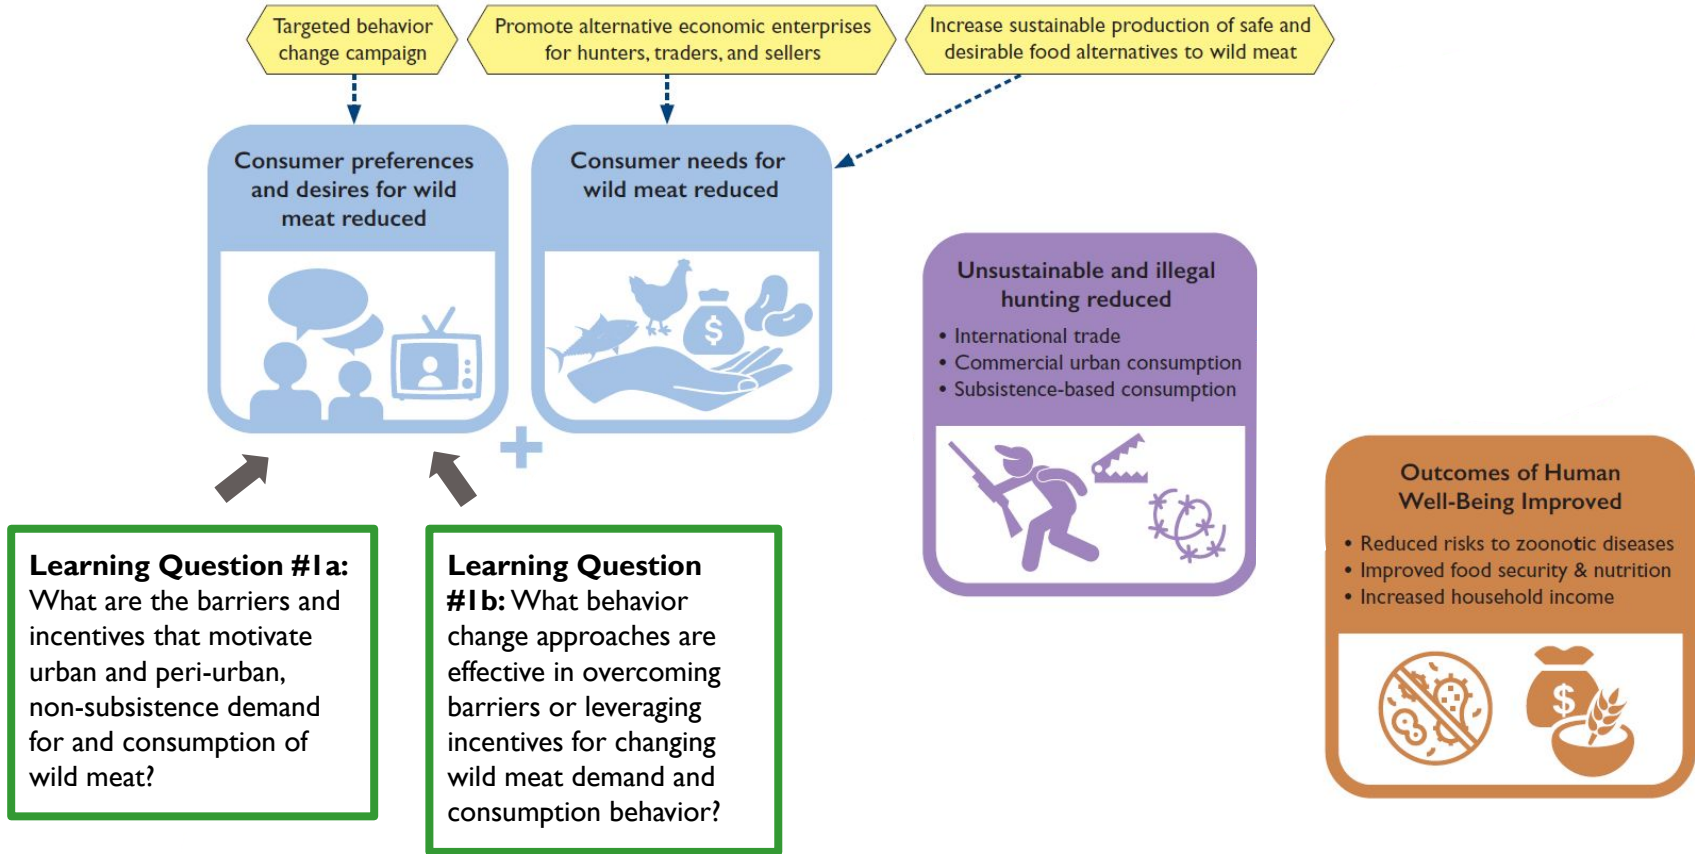 Targeted behavior
change campaign
Promote alternative economic enterprises
for hunters, traders, and sellers
Increase sustainable production of safe and
desirable food alternatives to wild meat
Consumer preferences
and desires for wild
meat reduced
Consumer needs for
wild meat reduced
$
+
Unsustainable and illegal
hunting reduced
• International trade
• Commercial urban consumption
• Subsistence-based consumption
Outcomes of Human
Well-Being Improved
• Reduced risks to zoonotic diseases
• Improved food security & nutrition
• Increased household income
$
Learning Question #1a:
What are the barriers and
incentives that motivate
urban and peri-urban,
non-subsistence demand
for and consumption of
wild meat?
Learning Question
#1b: What behavior
change approaches are
effective in overcoming
barriers or leveraging
incentives for changing
wild meat demand and
consumption behavior?